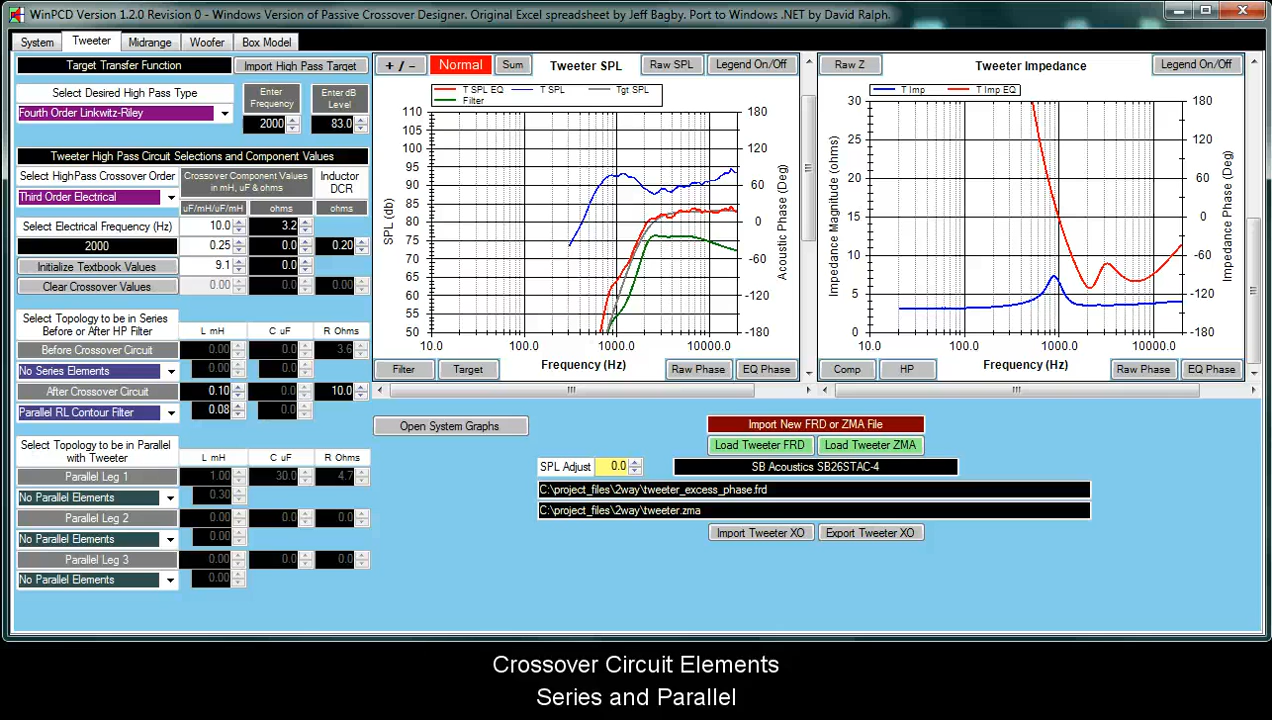 WinPCD Version 1.2.0 Revision 0 - Windows Version of Passive Crossover Designer. Original Excel spreadsheet by Jeff Bagby. Port to Windows .NET by David Ralph.
System Tweeter Midrange Woofer Box Model
Target Transfer Function Import High Pass Target
Select Desired High Pass Type Enter Frequency Enter dB Level
Fourth Order Linkwitz-Riley 2000 83.0
Tweeter High Pass Circuit Selections and Component Values
Select HighPass Crossover Order Crossover Component Values in mH, uF & ohms Inductor DCR
Third Order Electrical uF/mH/uF/mH ohms ohms
Select Electrical Frequency (Hz) 10.0 3.2
2000 0.25 0.0 0.20
Initialize Textbook Values 9.1 0.0
Clear Crossover Values 0.00 0.0 0.00
Select Topology to be in Series
Before or After HP Filter L mH C uF R Ohms
Before Crossover Circuit 0.00 0.0 3.6
No Series Elements 0.00 0.0
After Crossover Circuit 0.10 0.0 10.0
Parallel RL Contour Filter 0.08 0.0
Select Topology to be in Parallel
with Tweeter L mH C uF R Ohms
Parallel Leg 1 1.00 30.0 4.7
No Parallel Elements 0.30
Parallel Leg 2 0.00 0.0 0.0
No Parallel Elements 0.00
Parallel Leg 3 0.00 0.0 0.0
No Parallel Elements 0.00
+ / - Normal Sum Tweeter SPL Raw SPL Legend On/Off
T SPL EQ T SPL Tgt SPL
Filter
110 180
105
100 120
95
90 60
85
80 0
75
70 -60
65
60 -120
55
50 -180
SPL (db)
Acoustic Phase (Deg)
10.0 100.0 1000.0 10000.0
Frequency (Hz)
Filter Target Raw Phase EQ Phase
Raw Z Tweeter Impedance Legend On/Off
T Imp T Imp EQ
30 180
25 120
20 60
15 0
10 -60
5 -120
0 -180
Impedance Magnitude (ohms)
Impedance Phase (Deg)
10.0 100.0 1000.0 10000.0
Frequency (Hz)
Comp HP Raw Phase EQ Phase
Open System Graphs
Import New FRD or ZMA File
Load Tweeter FRD Load Tweeter ZMA
SPL Adjust 0.0 SB Acoustics SB26STAC-4
C:\project_files\2way\tweeter_excess_phase.frd
C:\project_files\2way\tweeter.zma
Import Tweeter XO Export Tweeter XO
Crossover Circuit Elements
Series and Parallel